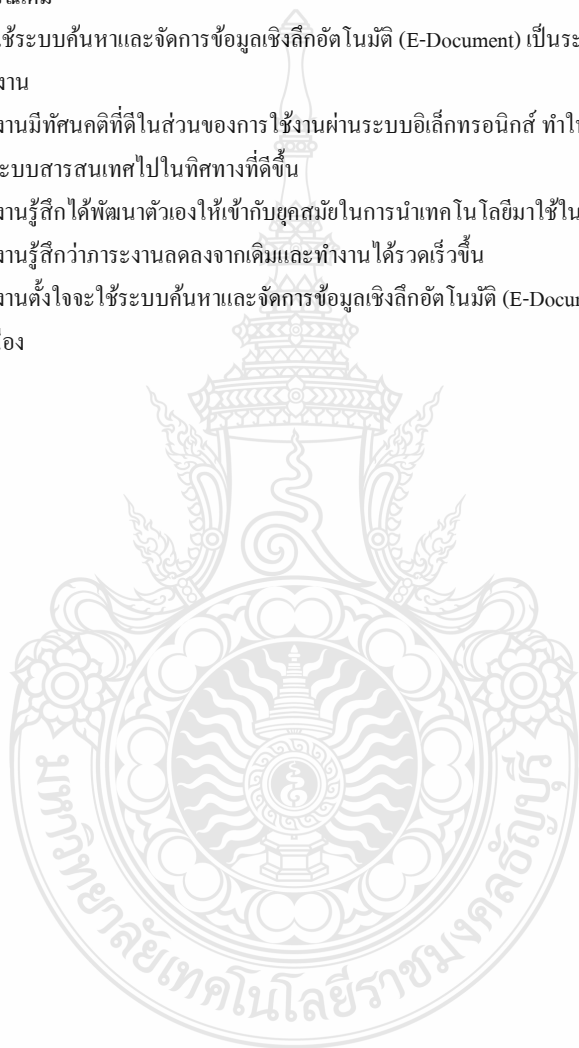 ช้ระบบค้นหาและจัดการข้อมูลเชิงลึกอัตโนมัติ (E-Document) เป็นระ
งาน
งานมีทัศนคติที่ดีในส่วนของการใช้งานผ่านระบบอิเล็กทรอนิกส์ ทำให
ะบบสารสนเทศไปในทิศทางที่ดีขึ้น
งานรู้สึกได้พัฒนาตัวเองให้เข้ากับยุคสมัยในการนำเทคโนโลยีมาใช้ใน
งานรู้สึกว่าภาระงานลดลงจากเดิมและทำงานได้รวดเร็วขึ้น
งานตั้งใจจะใช้ระบบค้นหาและจัดการข้อมูลเชิงลึกอัตโนมัติ (E-Docum
นื่อง
มหาวิทยาลัยเทคโนโลยีราชมงคลธัญบุรี